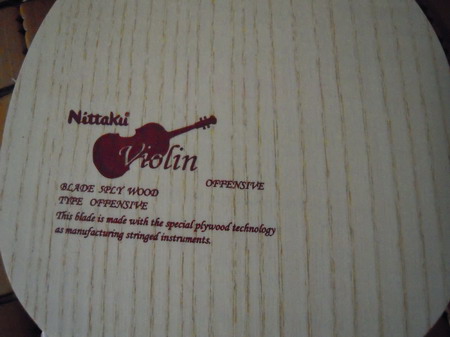 Nittaku
Violin
BLADE 5PLY WOOD OFFENSIVE
TYPE OFFENSIVE
This blade is made with the special plywood technology
as manufacturing stringed instruments.